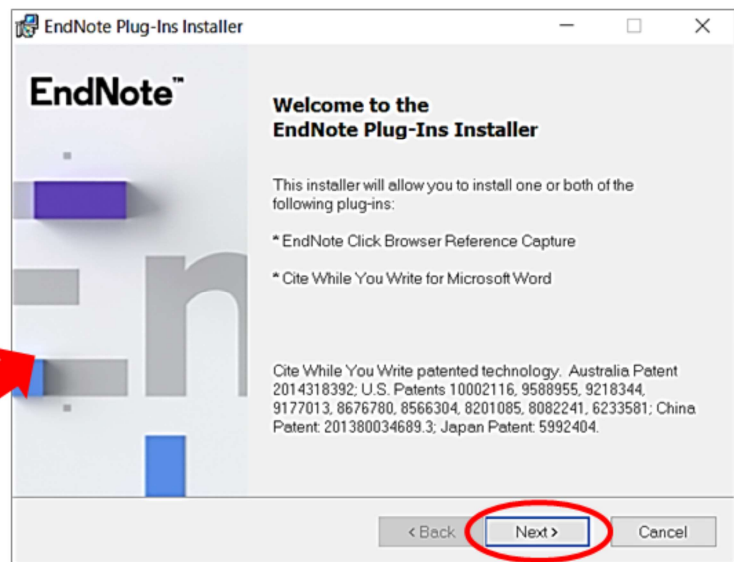 EndNote Plug-Ins Installer
EndNote™
Welcome to the
EndNote Plug-Ins Installer
This installer will allow you to install one or both of the
following plug-ins:
* EndNote Click Browser Reference Capture
* Cite While You Write for Microsoft Word
Cite While You Write patented technology. Australia Patent
2014318392; U.S. Patents 10002116, 9588955, 9218344,
9177013, 8676780, 8566304, 8201085, 8082241, 6233581; China
Patent: 201380034689.3; Japan Patent: 5992404.
En
< Back
Next >
Cancel